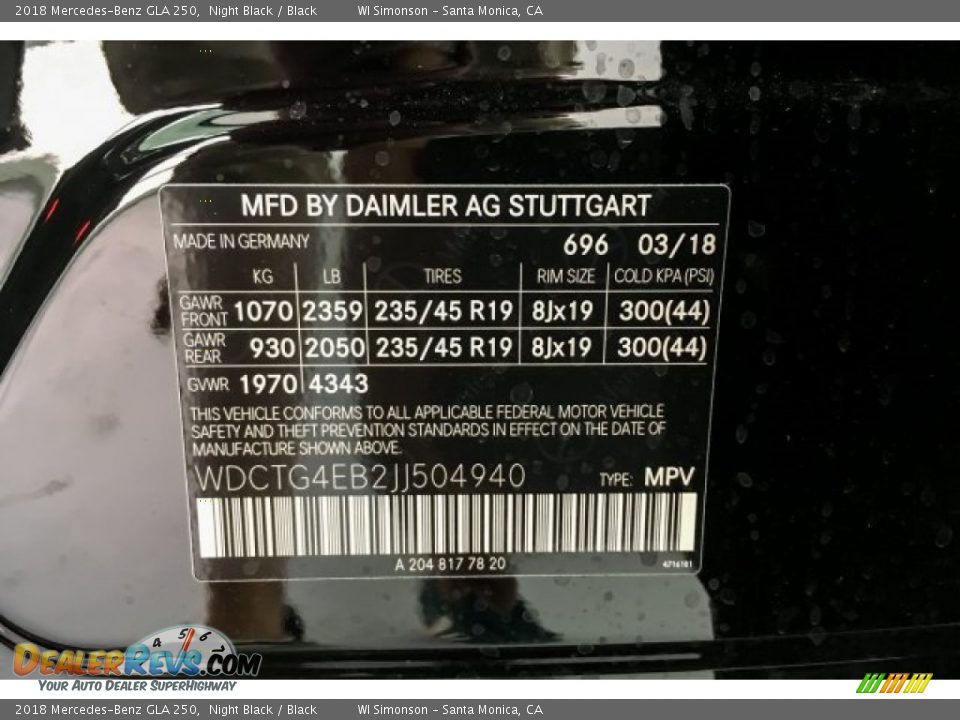 2018 Mercedes-Benz GLA 250, Night Black / Black WI Simonson - Santa Monica, CA
MFD BY DAIMLER AG STUTTGART
MADE IN GERMANY 696 03/18
KG LB TIRES RIM SIZE COLD KPA (PSI)
GAWR FRONT 1070 2359 235/45 R19 8Jx19 300(44)
GAWR REAR 930 2050 235/45 R19 8Jx19 300(44)
GVWR 1970 4343
THIS VEHICLE CONFORMS TO ALL APPLICABLE FEDERAL MOTOR VEHICLE
SAFETY AND THEFT PREVENTION STANDARDS IN EFFECT ON THE DATE OF
MANUFACTURE SHOWN ABOVE.
WDCTG4EB2JJ504940 TYPE: MPV
A 204 817 78 20
4 5 6
DEALERREVS.COM
YOUR AUTO DEALER SUPERHIGHWAY
2018 Mercedes-Benz GLA 250, Night Black / Black WI Simonson - Santa Monica, CA